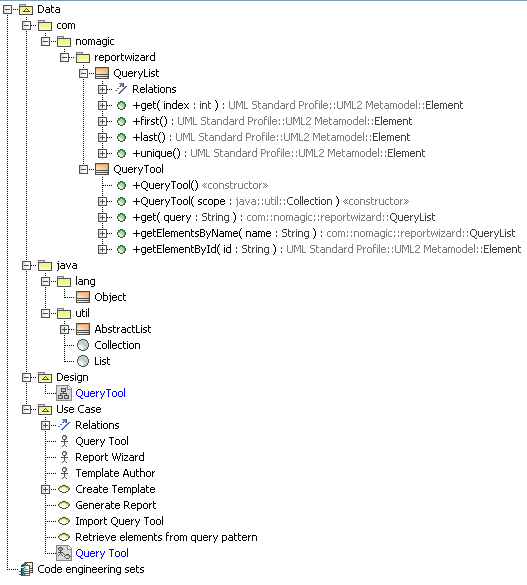 Data
com
nomagic
reportwizard
QueryList
Relations
+get( index : int ) : UML Standard Profile::UML2 Metamodel::Element
+first() : UML Standard Profile::UML2 Metamodel::Element
+last() : UML Standard Profile::UML2 Metamodel::Element
+unique() : UML Standard Profile::UML2 Metamodel::Element
QueryTool
+QueryTool() «constructor»
+QueryTool( scope : java::util::Collection ) «constructor»
+get( query : String ) : com::nomagic::reportwizard::QueryList
+getElementsByName( name : String ) : com::nomagic::reportwizard::QueryList
+getElementById( id : String ) : UML Standard Profile::UML2 Metamodel::Element
java
lang
Object
util
AbstractList
Collection
List
Design
QueryTool
Use Case
Relations
Query Tool
Report Wizard
Template Author
Create Template
Generate Report
Import Query Tool
Retrieve elements from query pattern
Query Tool
Code engineering sets